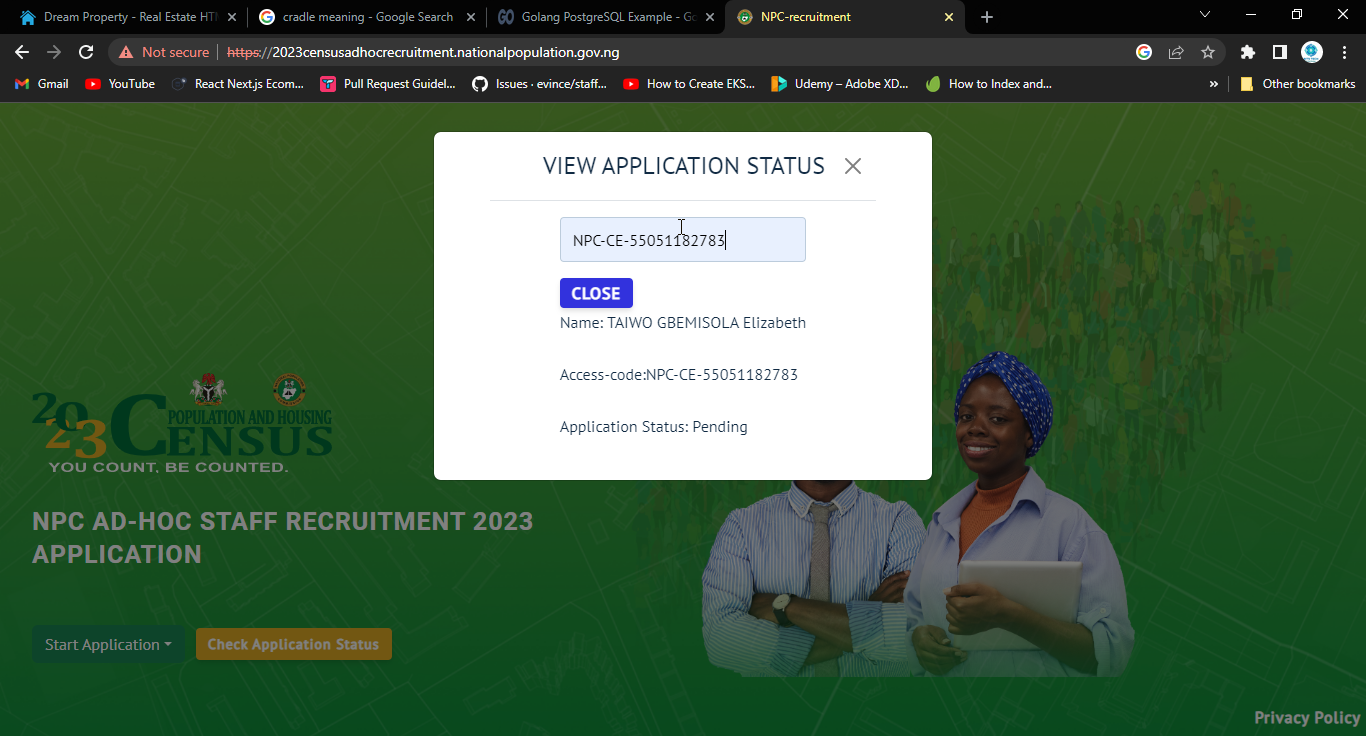 Dream Property - Real Estate HT
cradle meaning - Google Search
Golang PostgreSQL Example - Go
NPC-recruitment
Not secure
https://2023censusadhocrecruitment.nationalpopulation.gov.ng
Gmail
YouTube
React Next.js Ecom...
Pull Request Guidel...
Issues · evince/staff...
How to Create EKS...
Udemy – Adobe XD...
How to Index and...
»
Other bookmarks
VIEW APPLICATION STATUS
NPC-CE-55051182783
CLOSE
Name: TAIWO GBEMISOLA Elizabeth
Access-code:NPC-CE-55051182783
Application Status: Pending
2023 CENSUS
POPULATION AND HOUSING
YOU COUNT, BE COUNTED.
NPC AD-HOC STAFF RECRUITMENT 2023
APPLICATION
Start Application
Check Application Status
Privacy Policy